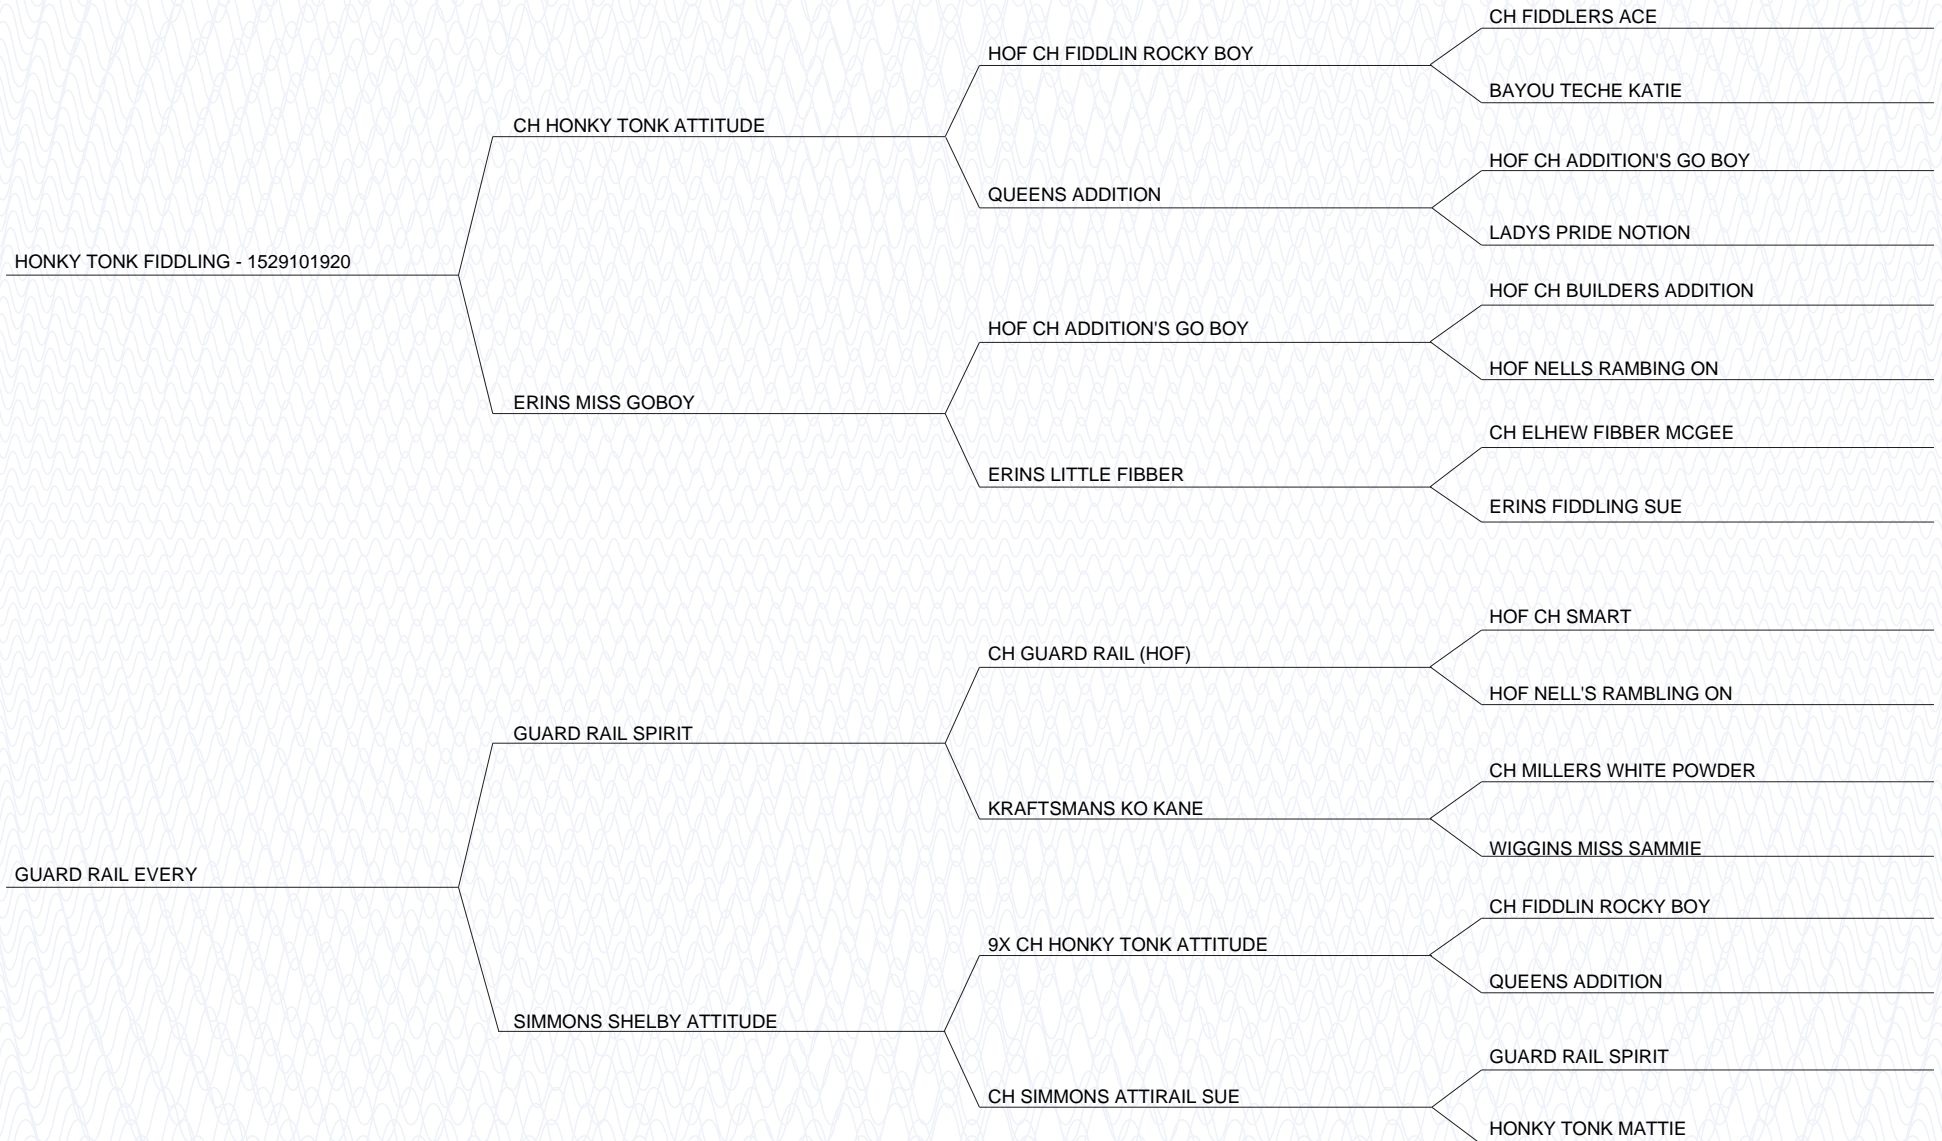 CH FIDDLERS ACE
HOF CH FIDDLIN ROCKY BOY
BAYOU TECHE KATIE
CH HONKY TONK ATTITUDE
HOF CH ADDITION'S GO BOY
QUEENS ADDITION
LADYS PRIDE NOTION
HONKY TONK FIDDLING - 1529101920
HOF CH BUILDERS ADDITION
HOF CH ADDITION'S GO BOY
HOF NELLS RAMBING ON
ERINS MISS GOBOY
CH ELHEW FIBBER MCGEE
ERINS LITTLE FIBBER
ERINS FIDDLING SUE
HOF CH SMART
CH GUARD RAIL (HOF)
HOF NELL'S RAMBLING ON
GUARD RAIL SPIRIT
CH MILLERS WHITE POWDER
KRAFTSMANS KO KANE
WIGGINS MISS SAMMIE
GUARD RAIL EVERY
CH FIDDLIN ROCKY BOY
9X CH HONKY TONK ATTITUDE
QUEENS ADDITION
SIMMONS SHELBY ATTITUDE
GUARD RAIL SPIRIT
CH SIMMONS ATTIRAIL SUE
HONKY TONK MATTIE